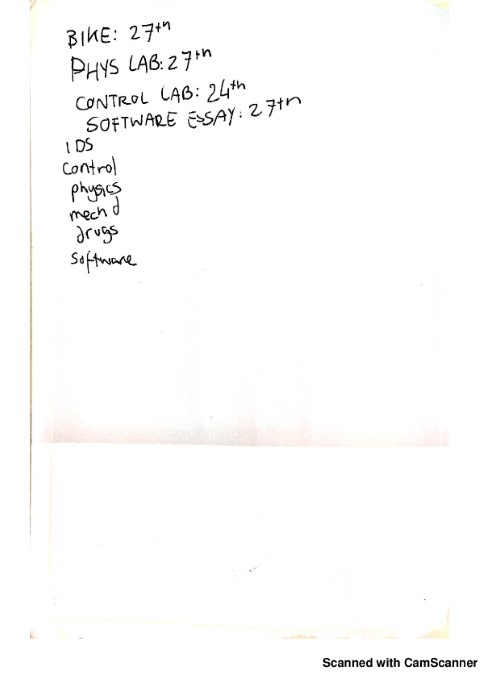 BIKE: 27th
PHYS LAB: 27th
CONTROL LAB: 24th
SOFTWARE ESSAY: 27th
IDS
control
physics
mech d
drugs
software
Scanned with CamScanner